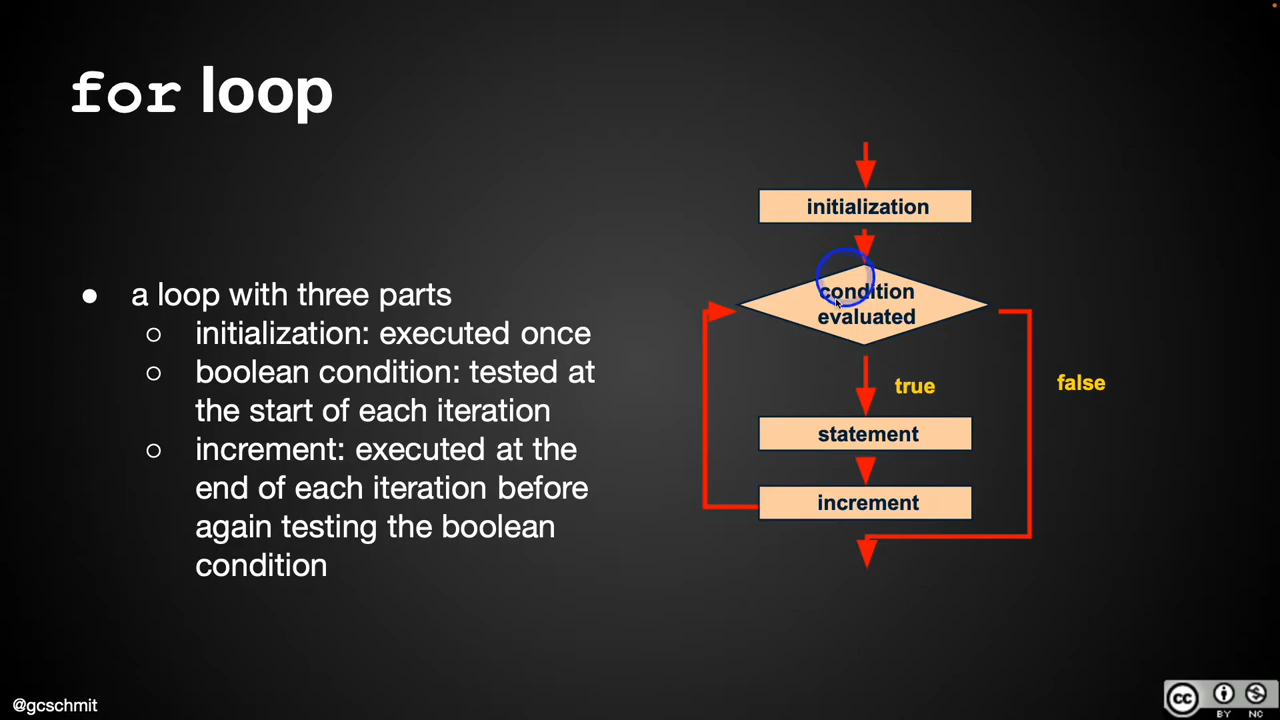 for loop
● a loop with three parts
○ initialization: executed once
○ boolean condition: tested at
the start of each iteration
○ increment: executed at the
end of each iteration before
again testing the boolean
condition
initialization
condition
evaluated
true
false
statement
increment
@gcschmit
cc
BY NC